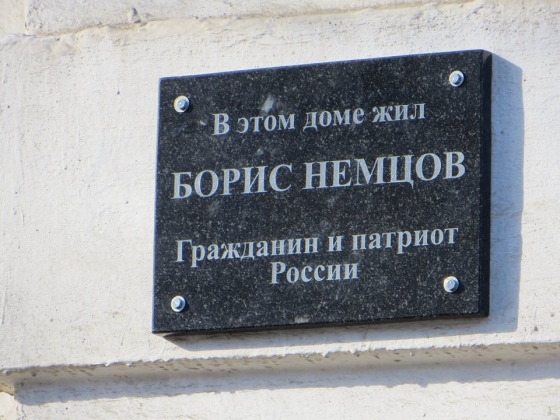 В этом доме жил
БОРИС НЕМЦОВ
Гражданин и патриот
России